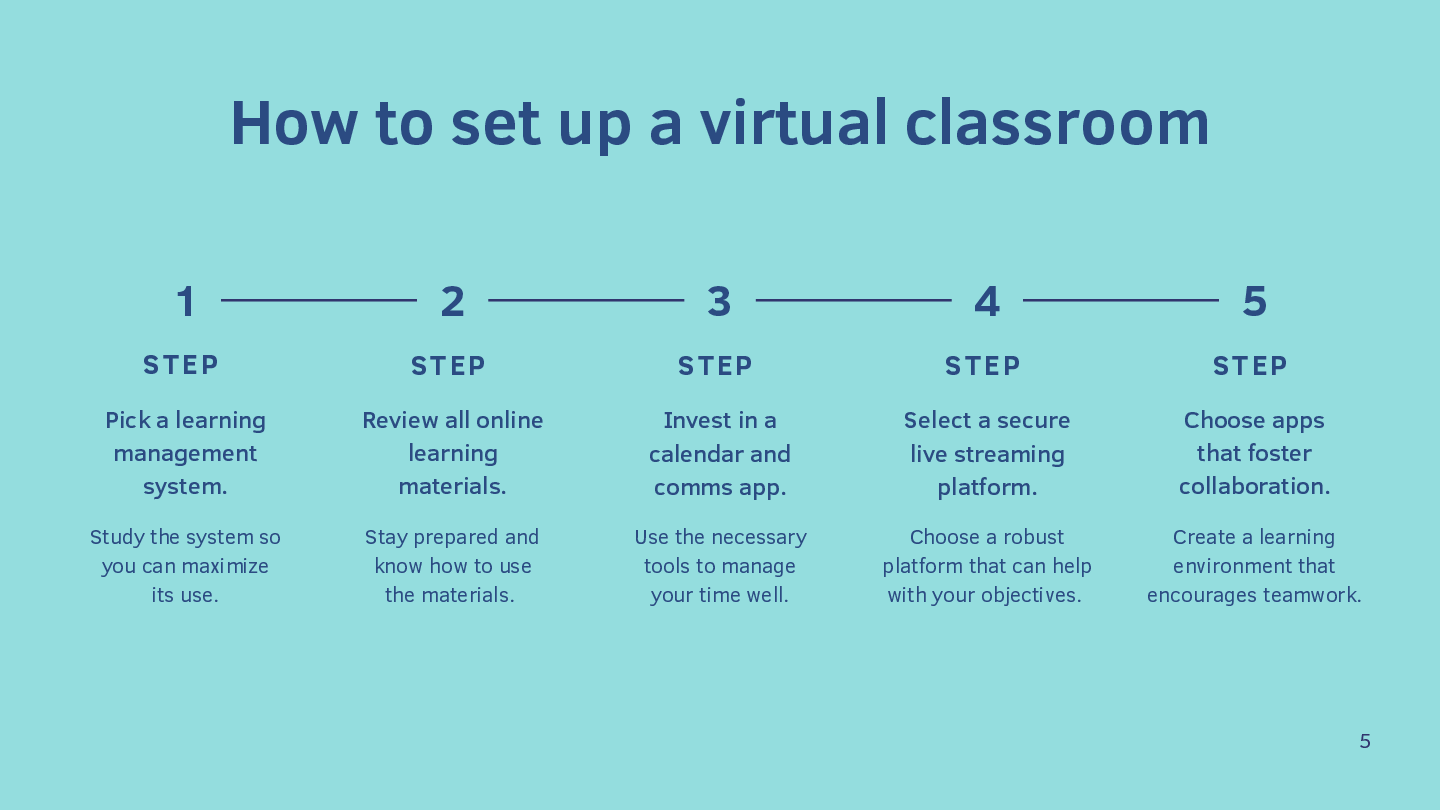 How to set up a virtual classroom
1
STEP
Pick a learning
management
system.
Study the system so
you can maximize
its use.
2
STEP
Review all online
learning
materials.
Stay prepared and
know how to use
the materials.
3
STEP
Invest in a
calendar and
comms app.
Use the necessary
tools to manage
your time well.
4
STEP
Select a secure
live streaming
platform.
Choose a robust
platform that can help
with your objectives.
5
STEP
Choose apps
that foster
collaboration.
Create a learning
environment that
encourages teamwork.
5